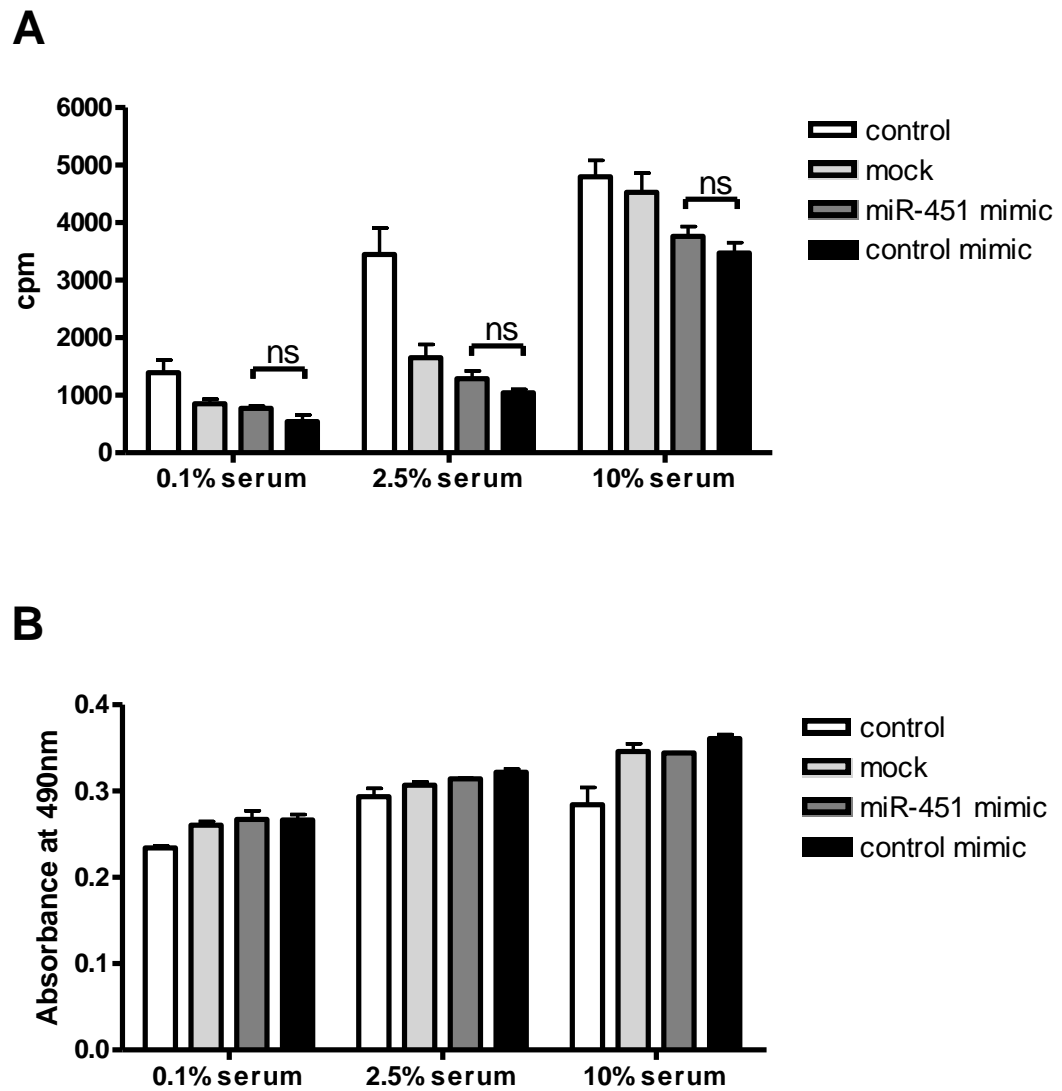 A
6000
5000
4000
3000
2000
1000
0
cpm
ns
ns
ns
0.1% serum
2.5% serum
10% serum
control
mock
miR-451 mimic
control mimic
B
0.4
0.3
0.2
0.1
0.0
Absorbance at 490nm
0.1% serum
2.5% serum
10% serum
control
mock
miR-451 mimic
control mimic